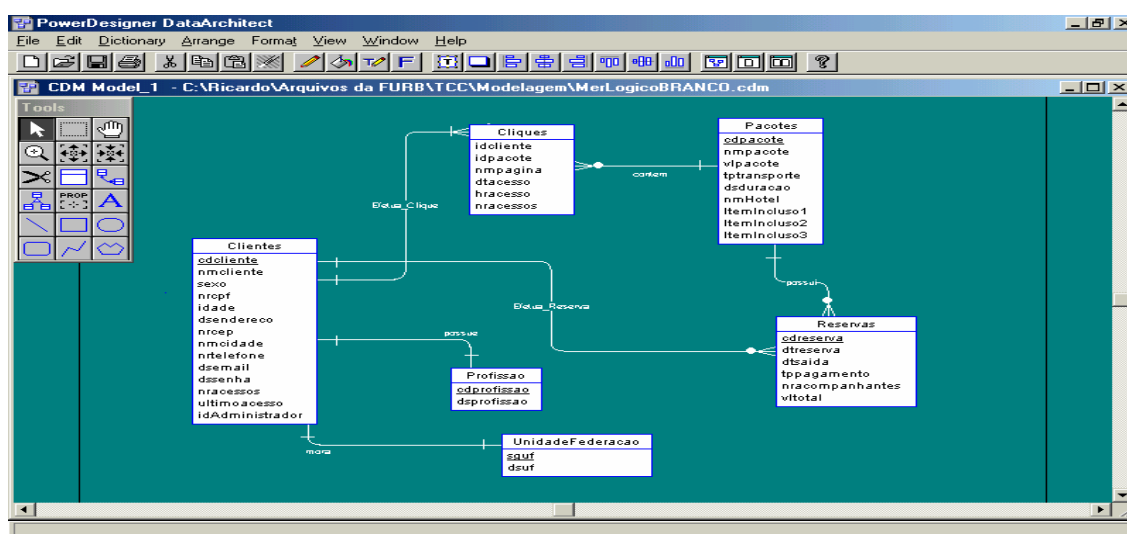 PowerDesigner DataArchitect
File Edit Dictionary Arrange Format View Window Help
CDM Model_1 - C:\Ricardo\Arquivos da FURB\TCC\Modelagem\MerLogicoBRANCO.cdm
Tools
PROP
A
Cliques
idcliente
idpacote
nmpagina
dtacesso
hracesso
nracessos
Pacotes
cdpacote
nmpacote
vlpacote
tptransporte
dsduracao
nmHotel
ItemIncluso1
ItemIncluso2
ItemIncluso3
contem
Efetua_Clique
Clientes
cdcliente
nmcliente
sexo
nrcpf
idade
dsendereco
nrcep
nmcidade
nrtelefone
dsemail
dssenha
nracessos
ultimoacesso
idAdministrador
possui
Efetua_Reserva
Reservas
cdreserva
dtreserva
dtsaida
tppagamento
nracompanhantes
vltotal
possue
Profissao
cdprofissao
dsprofissao
mora
UnidadeFederacao
sguf
dsuf